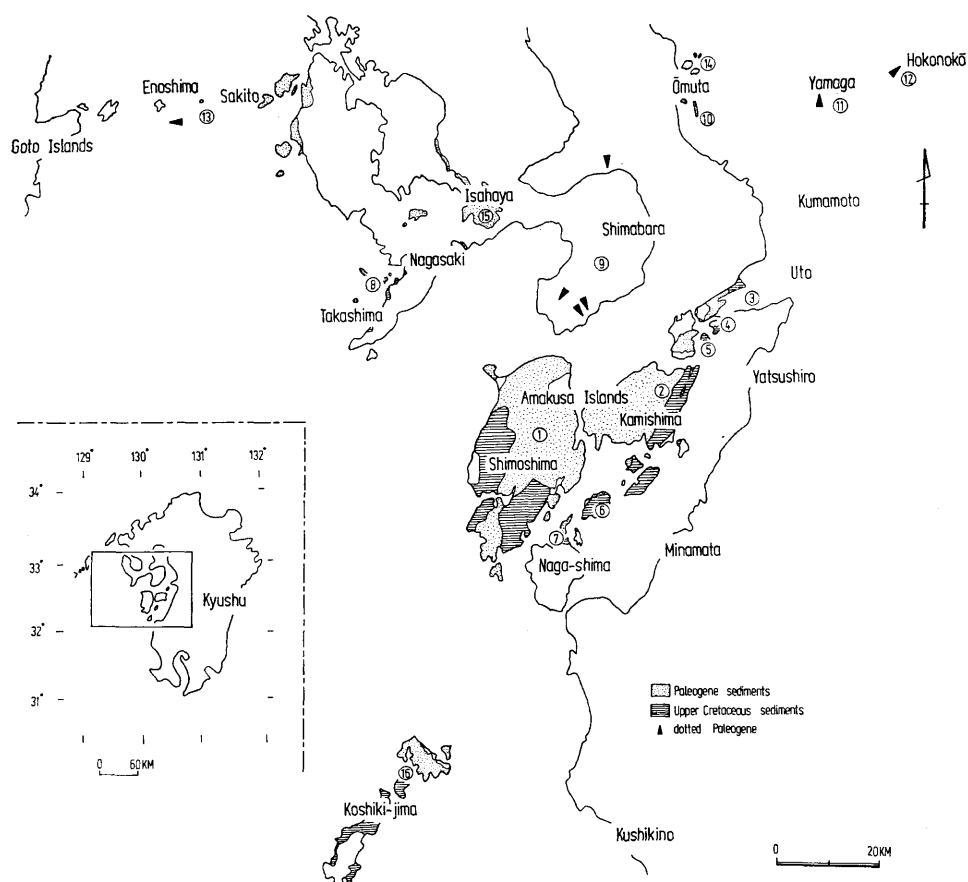 Hokonokō
⑫
Yamaga
⑪
⑭
Ōmuta
⑩
Enoshima
⑬
Sakito
Goto Islands
Isahaya
⑮
Shimabara
⑨
Kumamoto
Nagasaki
⑧
Takashima
Uto
③
④
⑤
Yatsushiro
Amakusa Islands
②
Kamishima
①
Shimoshima
⑥
⑦
Naga-shima
Minamata
129° 130° 131° 132°
34°
33°
Kyushu
32°
31°
0 60KM
Paleogene sediments
Upper Cretaceous sediments
dotted Paleogene
⑯
Koshiki-jima
Kushikino
0 20KM